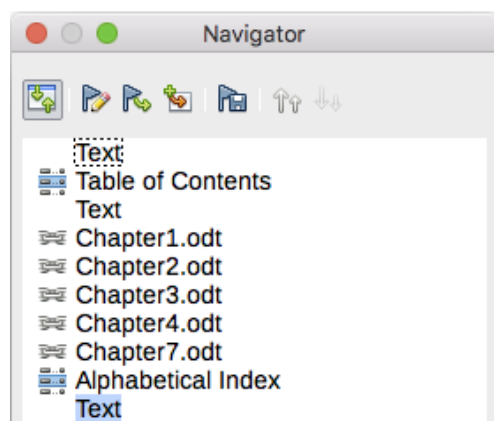 Navigator
Text
Table of Contents
Text
Chapter1.odt
Chapter2.odt
Chapter3.odt
Chapter4.odt
Chapter7.odt
Alphabetical Index
Text